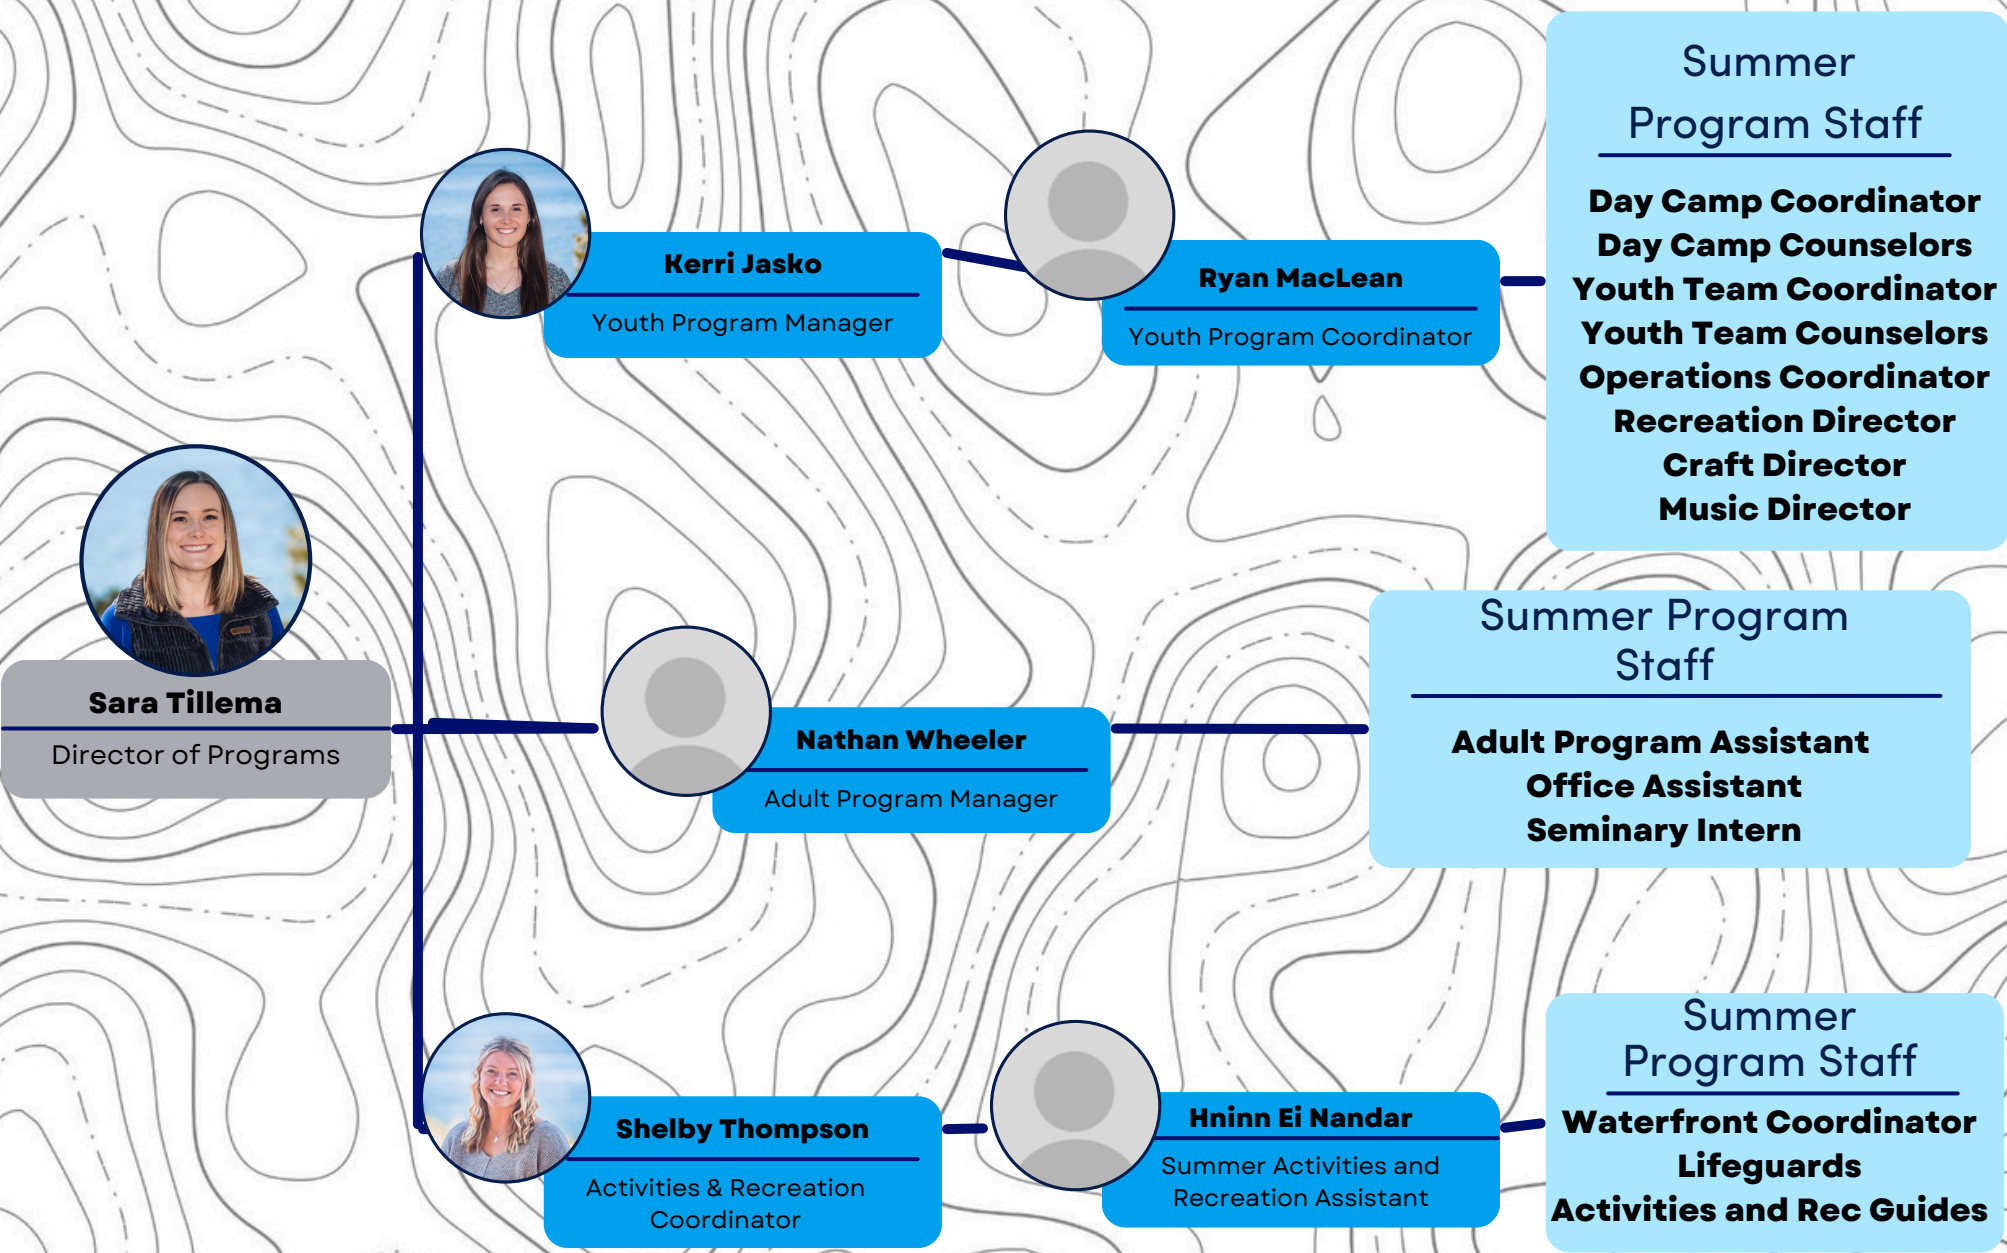 Summer
Program Staff
Day Camp Coordinator
Day Camp Counselors
Youth Team Coordinator
Youth Team Counselors
Operations Coordinator
Recreation Director
Craft Director
Music Director
Kerri Jasko
Youth Program Manager
Ryan MacLean
Youth Program Coordinator
Sara Tillema
Director of Programs
Nathan Wheeler
Adult Program Manager
Summer Program
Staff
Adult Program Assistant
Office Assistant
Seminary Intern
Shelby Thompson
Activities & Recreation
Coordinator
Hninn Ei Nandar
Summer Activities and
Recreation Assistant
Summer
Program Staff
Waterfront Coordinator
Lifeguards
Activities and Rec Guides